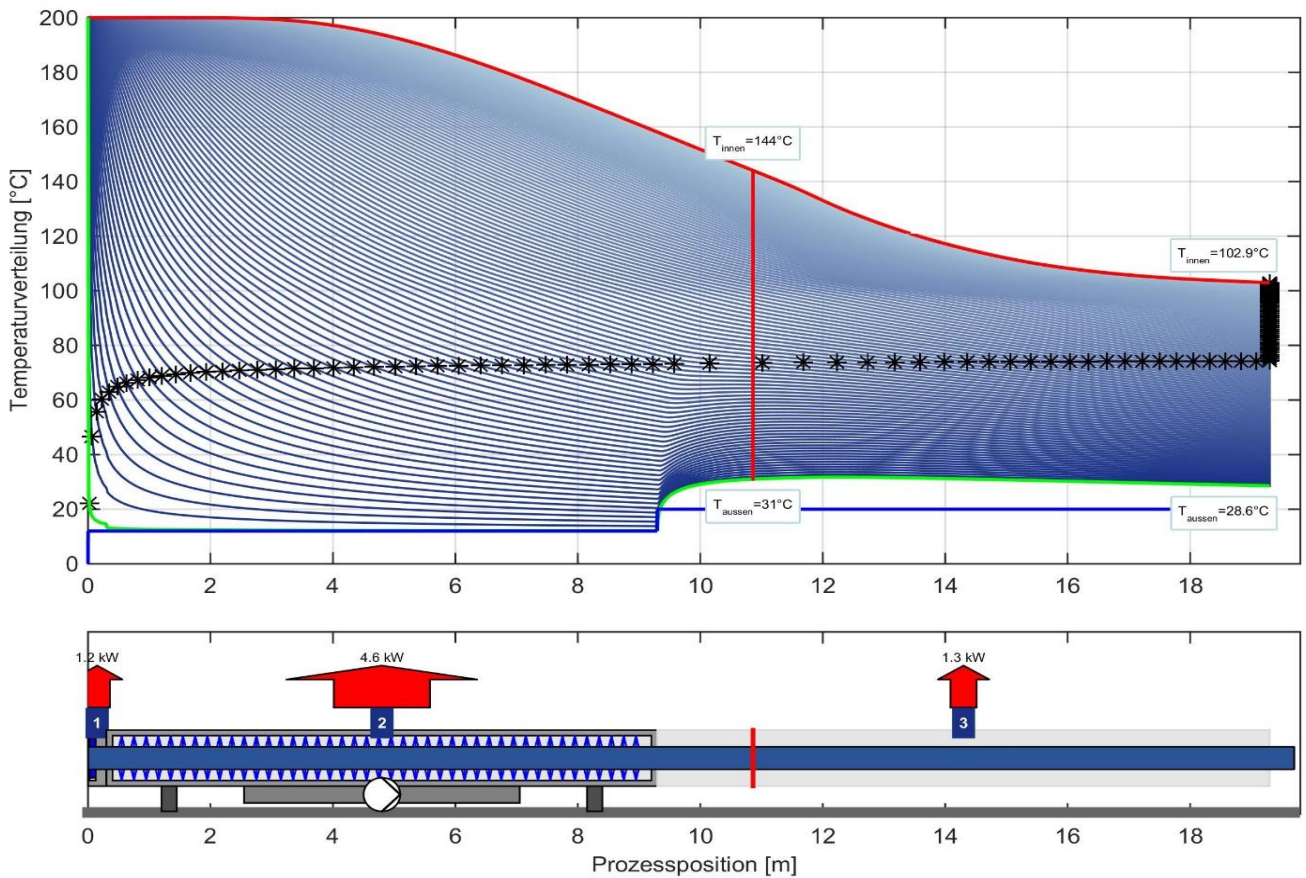 200
180
160
140
120
100
80
60
40
20
0
Temperaturverteilung [°C]
T_innen=144°C
T_innen=102.9°C
T_aussen=31°C
T_aussen=28.6°C
0 2 4 6 8 10 12 14 16 18
1.2 kW 4.6 kW 1.3 kW
1 2 3
0 2 4 6 8 10 12 14 16 18
Prozessposition [m]